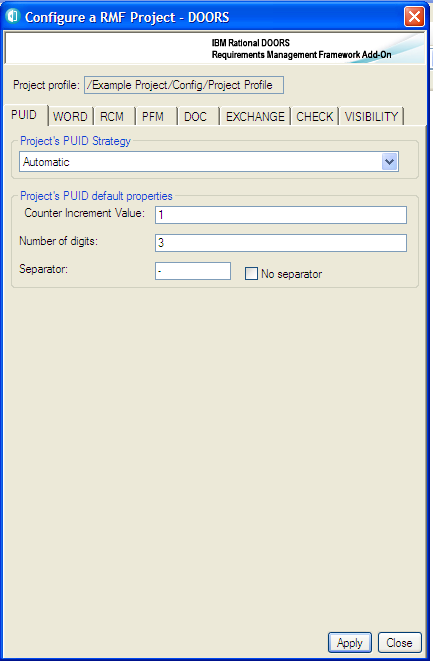 Configure a RMF Project - DOORS
IBM Rational DOORS
Requirements Management Framework Add-On
Project profile: /Example Project/Config/Project Profile
PUID WORD RCM PFM DOC EXCHANGE CHECK VISIBILITY
Project's PUID Strategy
Automatic
Project's PUID default properties
Counter Increment Value: 1
Number of digits: 3
Separator: - No separator
Apply Close